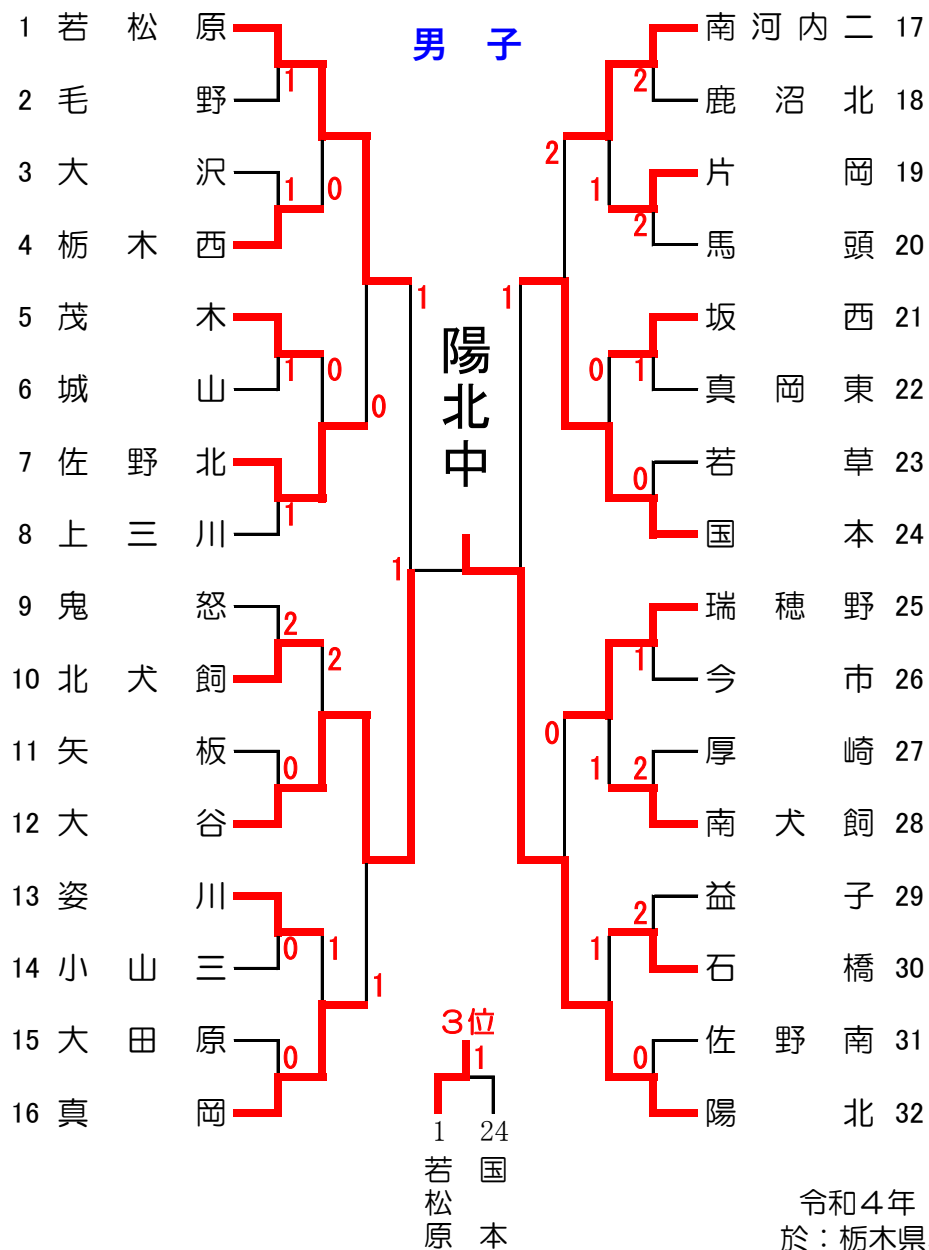 男子
1 若松原
2 毛野
3 大沢
4 栃木西
5 茂木
6 城山
7 佐野北
8 上三川
9 鬼怒
10 北犬飼
11 矢板
12 大谷
13 姿川
14 小山三
15 大田原
16 真岡
1
1
1
1
2
0
0
0
0
0
2
1
0
1
1
1
陽北中
1
2
1
0
1
0
1
1
2
2
1
0
1
2
2
0
南河内二 17
鹿沼北 18
片岡 19
馬頭 20
坂西 21
真岡東 22
若草 23
国本 24
瑞穂野 25
今市 26
厚崎 27
南犬飼 28
益子 29
石橋 30
佐野南 31
陽北 32
3位
1
1 24
若松原
国本
令和4年
於：栃木県